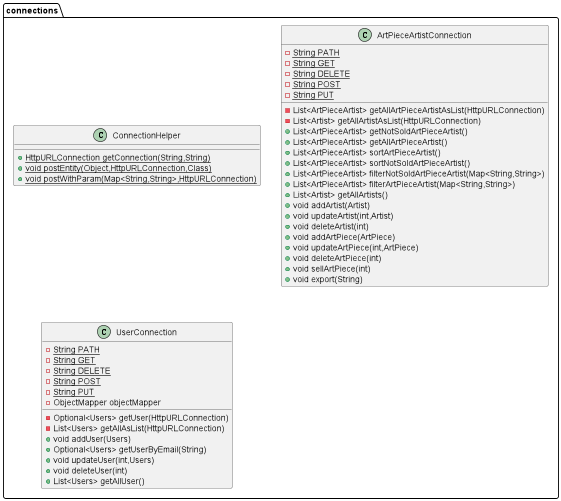 connections
C ArtPieceArtistConnection
String PATH
String GET
String DELETE
String POST
String PUT
List<ArtPieceArtist> getAllArtPieceArtistAsList(HttpURLConnection)
List<Artist> getAllArtistAsList(HttpURLConnection)
List<ArtPieceArtist> getNotSoldArtPieceArtist()
List<ArtPieceArtist> getAllArtPieceArtist()
List<ArtPieceArtist> sortArtPieceArtist()
List<ArtPieceArtist> sortNotSoldArtPieceArtist()
List<ArtPieceArtist> filterNotSoldArtPieceArtist(Map<String,String>)
List<ArtPieceArtist> filterArtPieceArtist(Map<String,String>)
List<Artist> getAllArtists()
void addArtist(Artist)
void updateArtist(int,Artist)
void deleteArtist(int)
void addArtPiece(ArtPiece)
void updateArtPiece(int,ArtPiece)
void deleteArtPiece(int)
void sellArtPiece(int)
void export(String)
C ConnectionHelper
HttpURLConnection getConnection(String,String)
void postEntity(Object,HttpURLConnection,Class)
void postWithParam(Map<String,String>,HttpURLConnection)
C UserConnection
String PATH
String GET
String DELETE
String POST
String PUT
ObjectMapper objectMapper
Optional<Users> getUser(HttpURLConnection)
List<Users> getAllAsList(HttpURLConnection)
void addUser(Users)
Optional<Users> getUserByEmail(String)
void updateUser(int,Users)
void deleteUser(int)
List<Users> getAllUser()